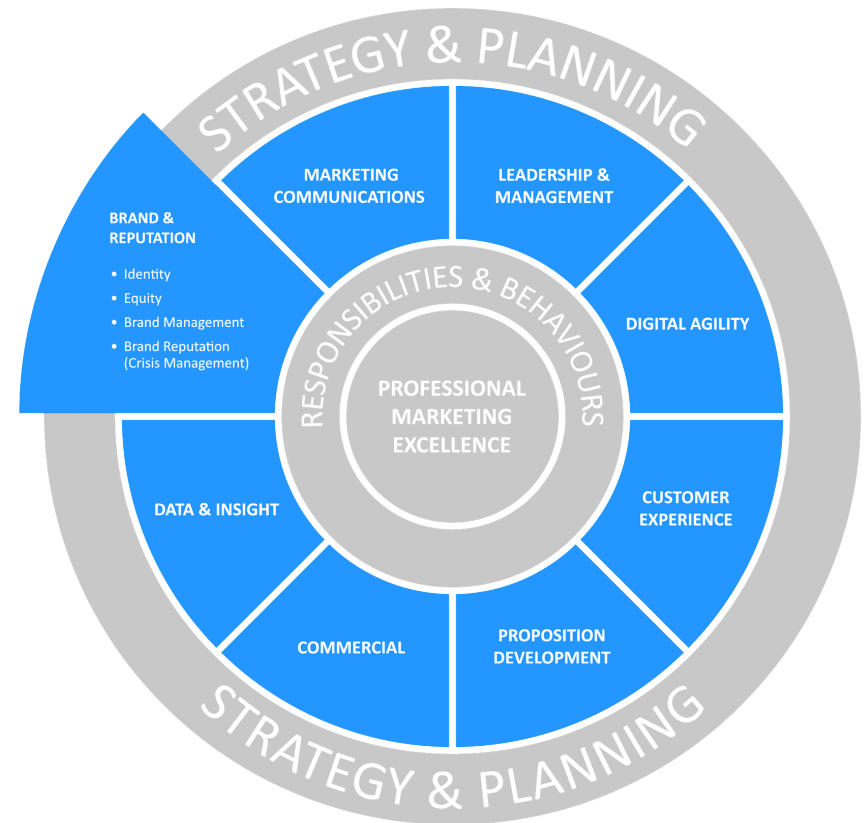 STRATEGY & PLANNING
MARKETING
COMMUNICATIONS
LEADERSHIP &
MANAGEMENT
BRAND &
REPUTATION
• Identity
• Equity
• Brand Management
• Brand Reputation
(Crisis Management)
DIGITAL AGILITY
RESPONSIBILITIES & BEHAVIOURS
PROFESSIONAL
MARKETING
EXCELLENCE
DATA & INSIGHT
CUSTOMER
EXPERIENCE
COMMERCIAL
PROPOSITION
DEVELOPMENT
STRATEGY & PLANNING